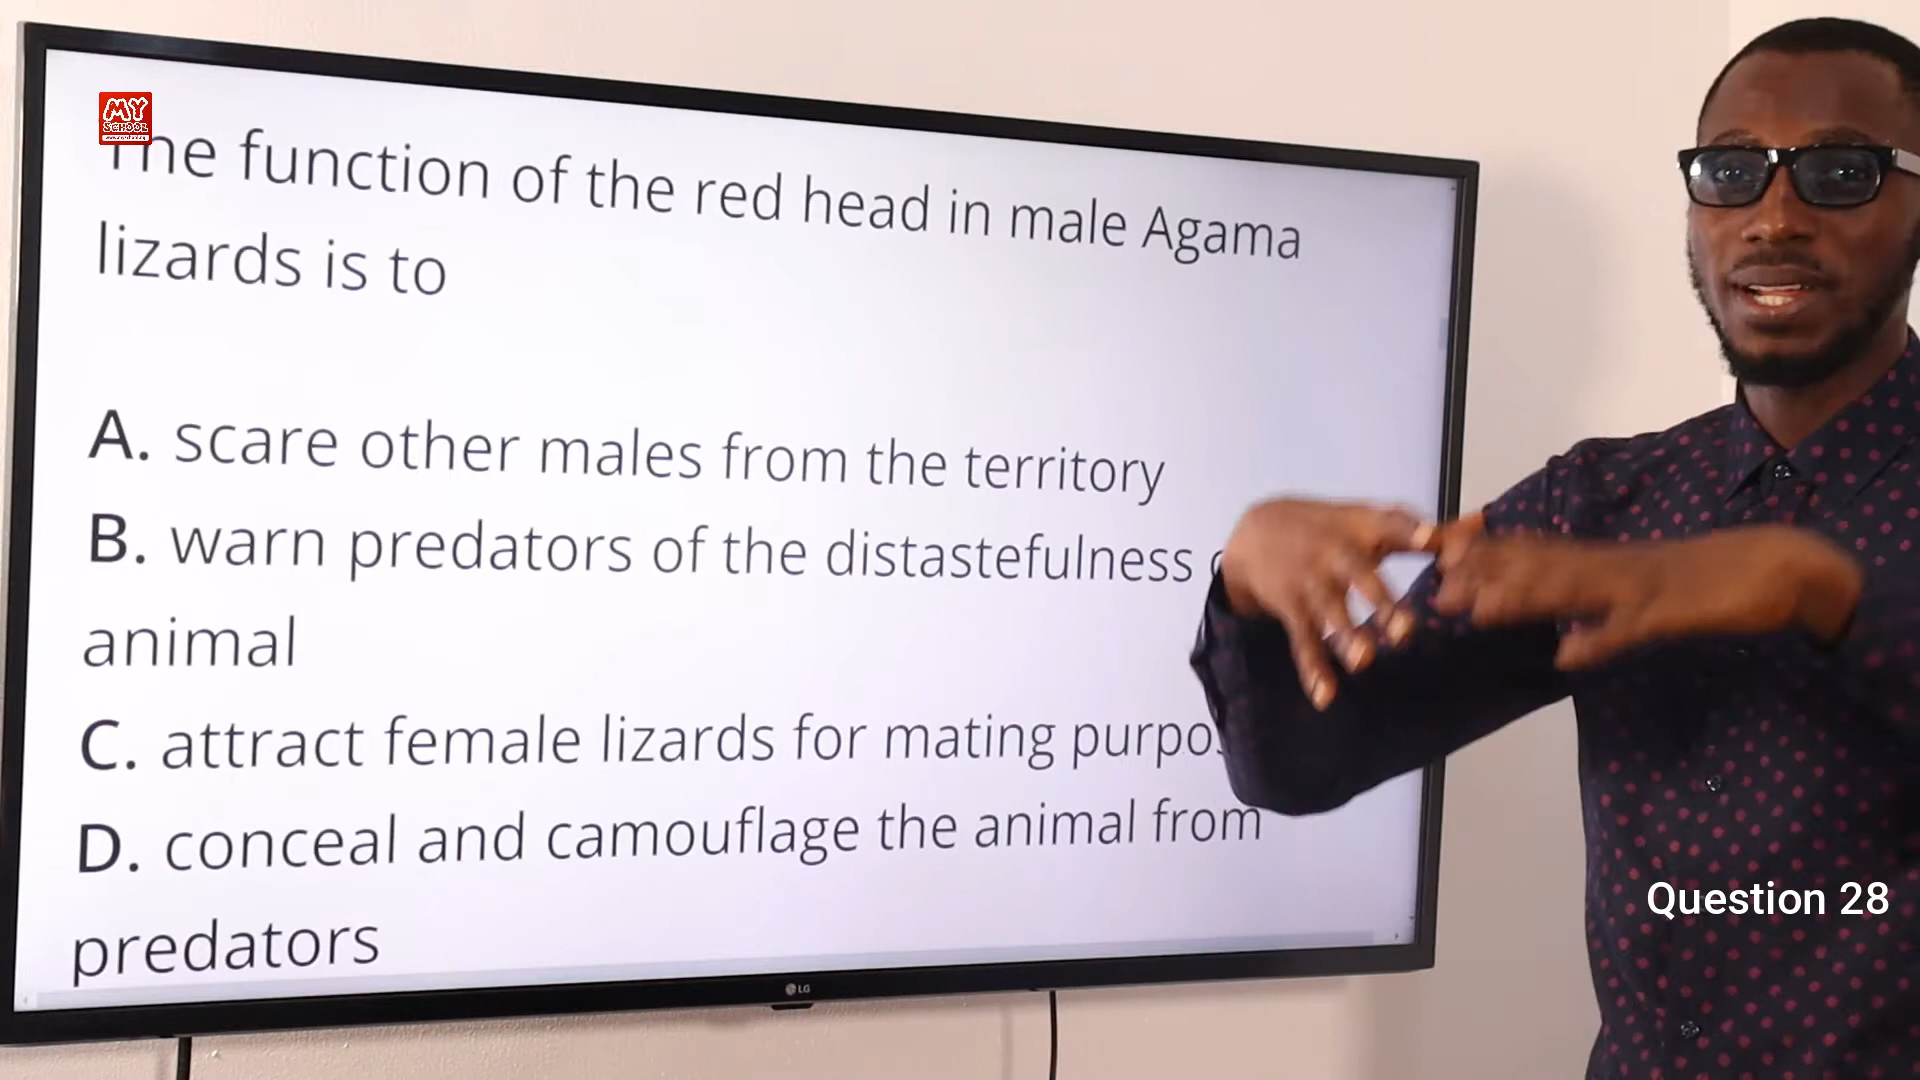 MY
SCHOOL
The function of the red head in male Agama
lizards is to
A. scare other males from the territory
B. warn predators of the distastefulness
animal
C. attract female lizards for mating
D. conceal and camouflage the animal from
predators
LG
Question 28